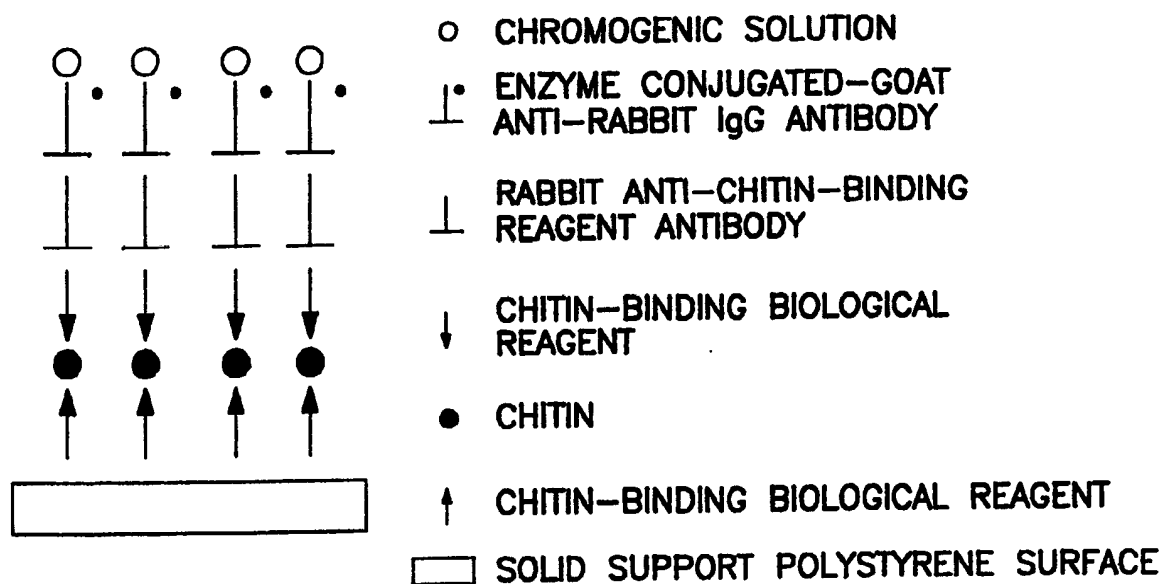 CHROMOGENIC SOLUTION
ENZYME CONJUGATED-GOAT
ANTI-RABBIT IgG ANTIBODY
RABBIT ANTI-CHITIN-BINDING
REAGENT ANTIBODY
CHITIN-BINDING BIOLOGICAL
REAGENT
CHITIN
CHITIN-BINDING BIOLOGICAL REAGENT
SOLID SUPPORT POLYSTYRENE SURFACE